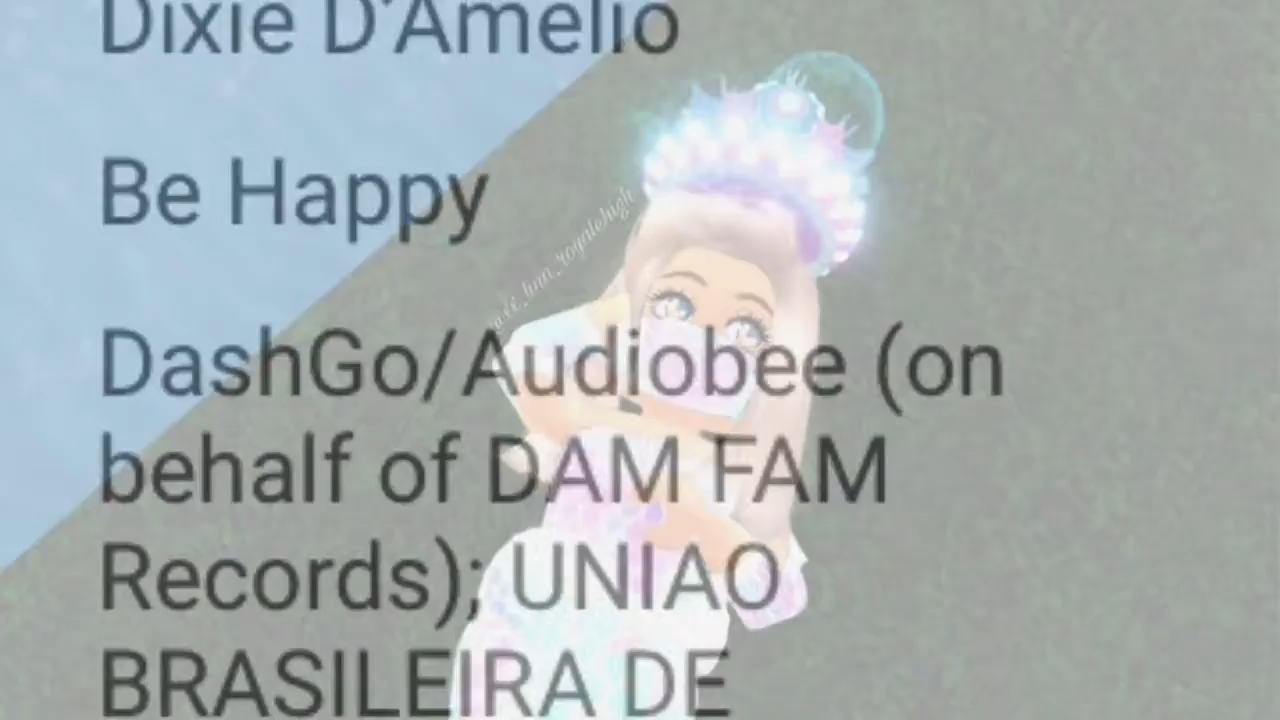 Dixie D'Amelio
Be Happy
DashGo/Audiobee (on
behalf of DAM FAM
Records); UNIAO
BRASILEIRA DE